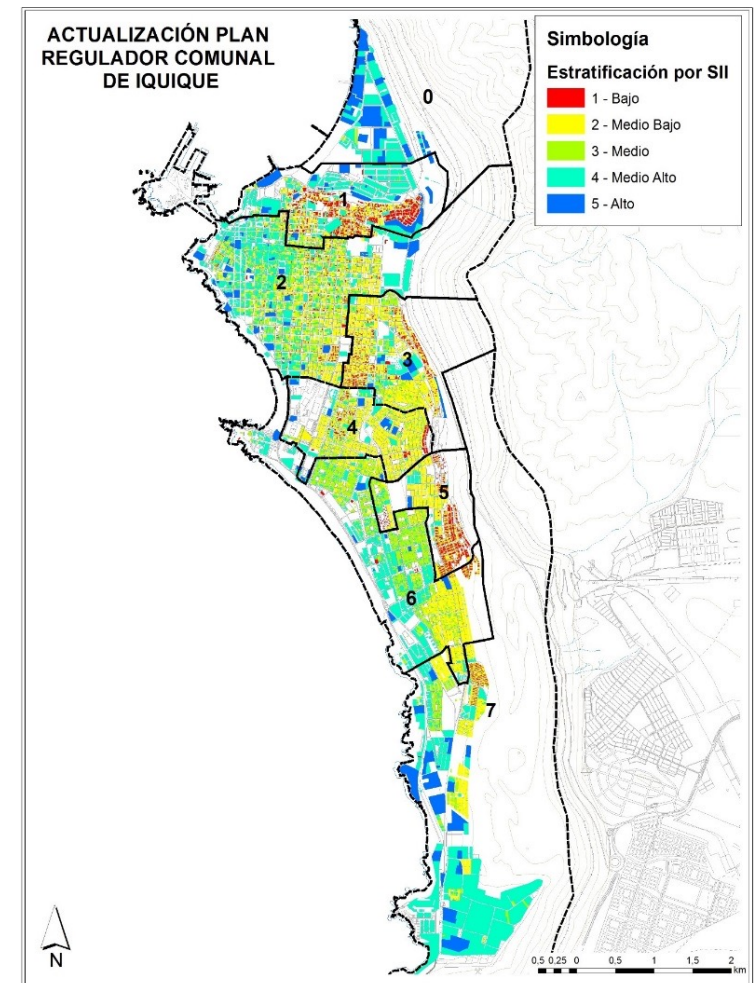 ACTUALIZACIÓN PLAN
REGULADOR COMUNAL
DE IQUIQUE
Simbología
Estratificación por SII
1 - Bajo
2 - Medio Bajo
3 - Medio
4 - Medio Alto
5 - Alto
0
1
2
3
4
5
6
7
N
0,5 0,25 0 0,5 1 1,5 2
km